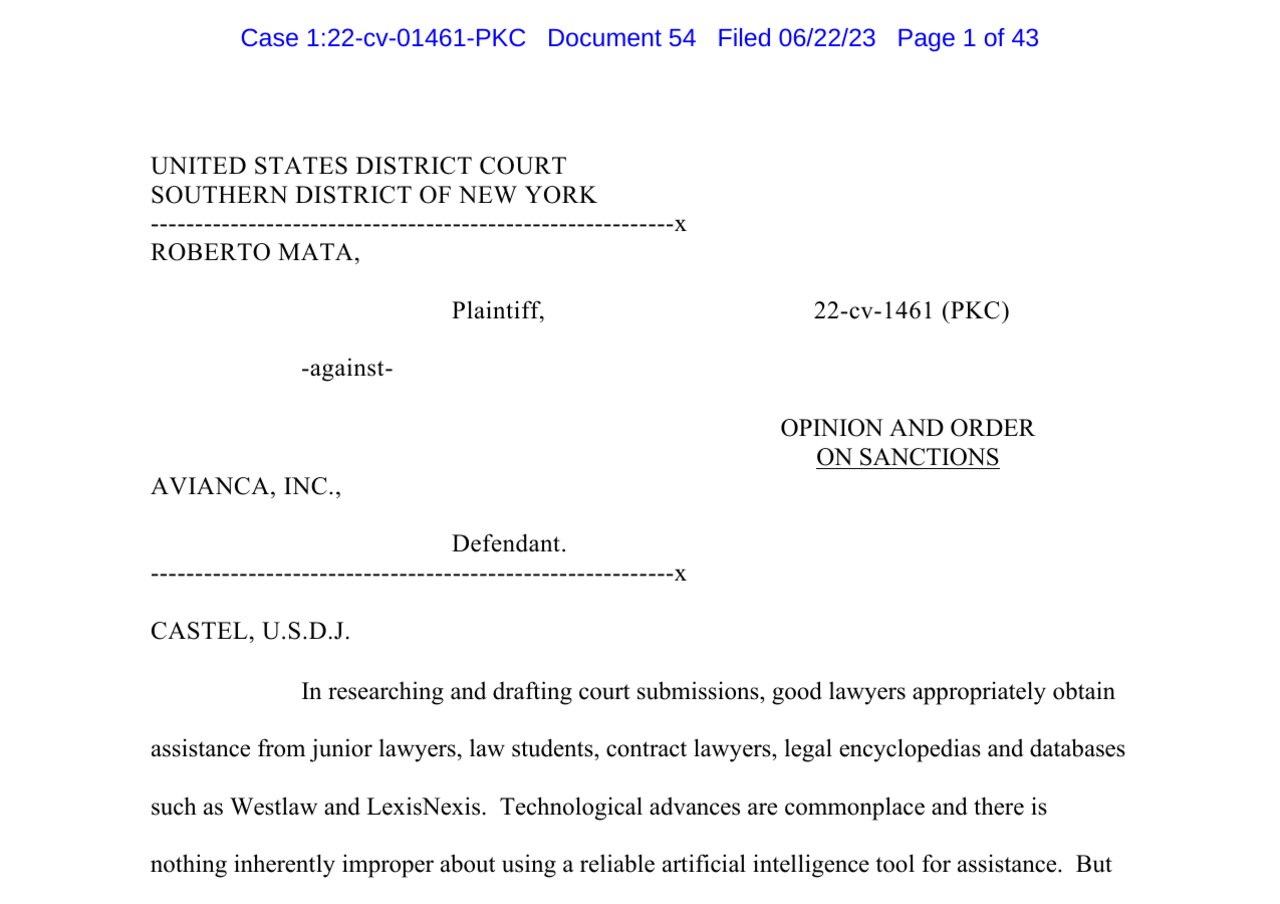 Case 1:22-cv-01461-PKC   Document 54   Filed 06/22/23   Page 1 of 43
UNITED STATES DISTRICT COURT
SOUTHERN DISTRICT OF NEW YORK
-----------------------------------------------------------x
ROBERTO MATA,
Plaintiff,   22-cv-1461 (PKC)
-against-
OPINION AND ORDER
ON SANCTIONS
AVIANCA, INC.,
Defendant.
-----------------------------------------------------------x
CASTEL, U.S.D.J.
In researching and drafting court submissions, good lawyers appropriately obtain
assistance from junior lawyers, law students, contract lawyers, legal encyclopedias and databases
such as Westlaw and LexisNexis.  Technological advances are commonplace and there is
nothing inherently improper about using a reliable artificial intelligence tool for assistance.  But